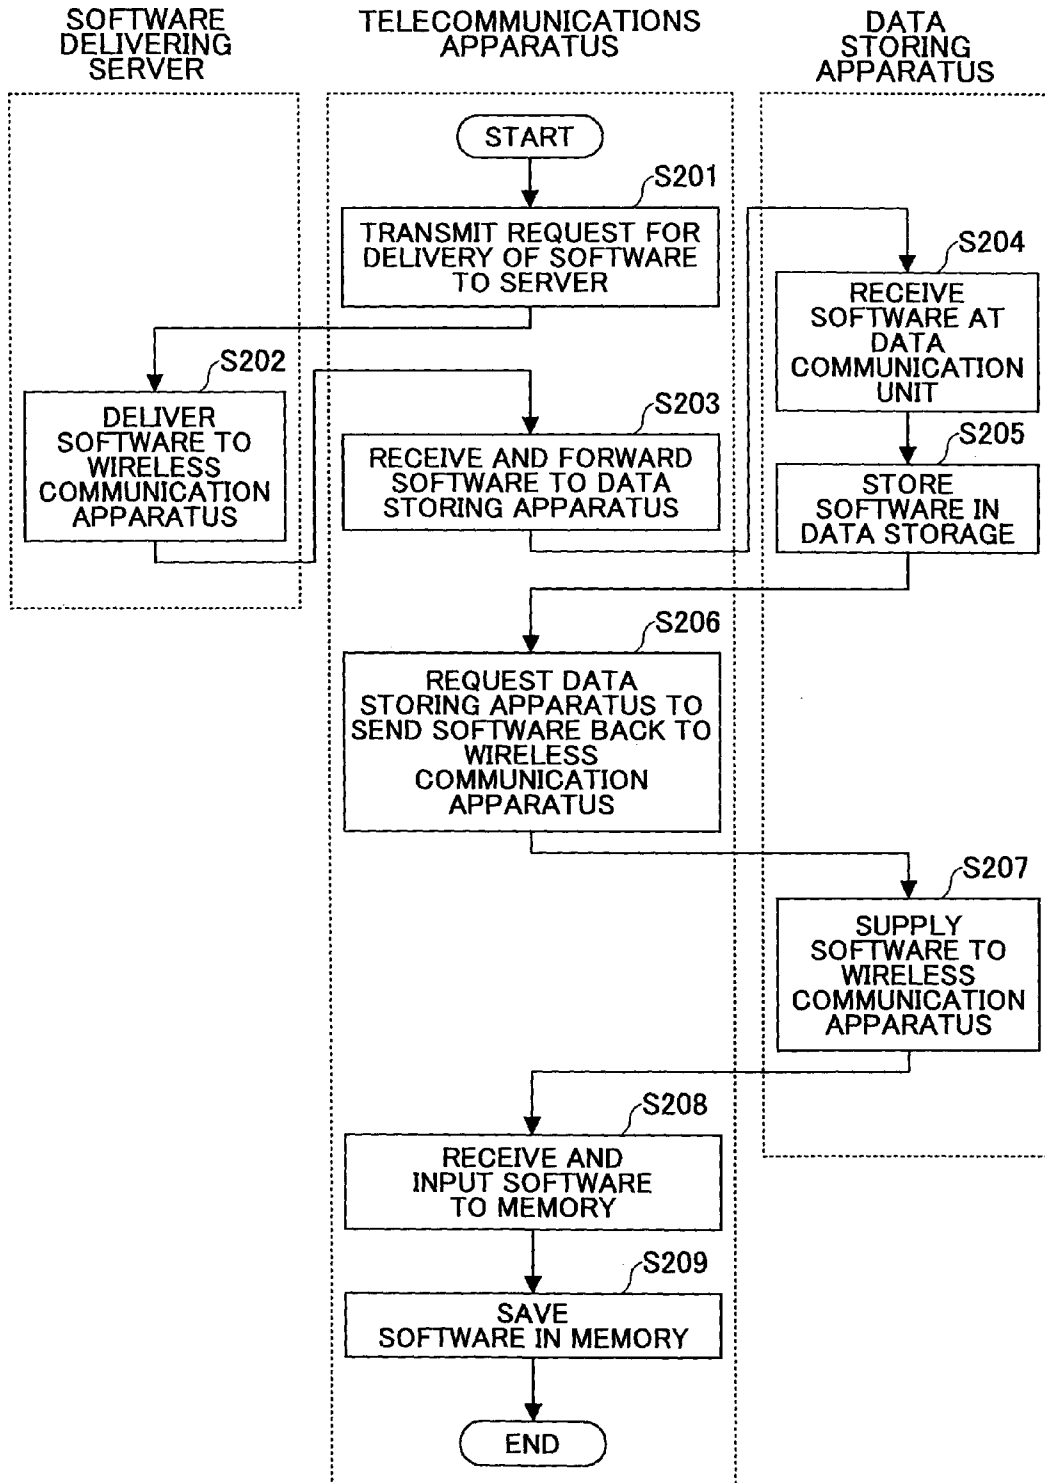 SOFTWARE
DELIVERING
SERVER
TELECOMMUNICATIONS
APPARATUS
DATA
STORING
APPARATUS
START
S201
TRANSMIT REQUEST FOR
DELIVERY OF SOFTWARE
TO SERVER
S202
DELIVER
SOFTWARE TO
WIRELESS
COMMUNICATION
APPARATUS
S203
RECEIVE AND FORWARD
SOFTWARE TO DATA
STORING APPARATUS
S204
RECEIVE
SOFTWARE AT
DATA
COMMUNICATION
UNIT
S205
STORE
SOFTWARE IN
DATA STORAGE
S206
REQUEST DATA
STORING APPARATUS TO
SEND SOFTWARE BACK TO
WIRELESS
COMMUNICATION
APPARATUS
S207
SUPPLY
SOFTWARE TO
WIRELESS
COMMUNICATION
APPARATUS
S208
RECEIVE AND
INPUT SOFTWARE
TO MEMORY
S209
SAVE
SOFTWARE IN MEMORY
END